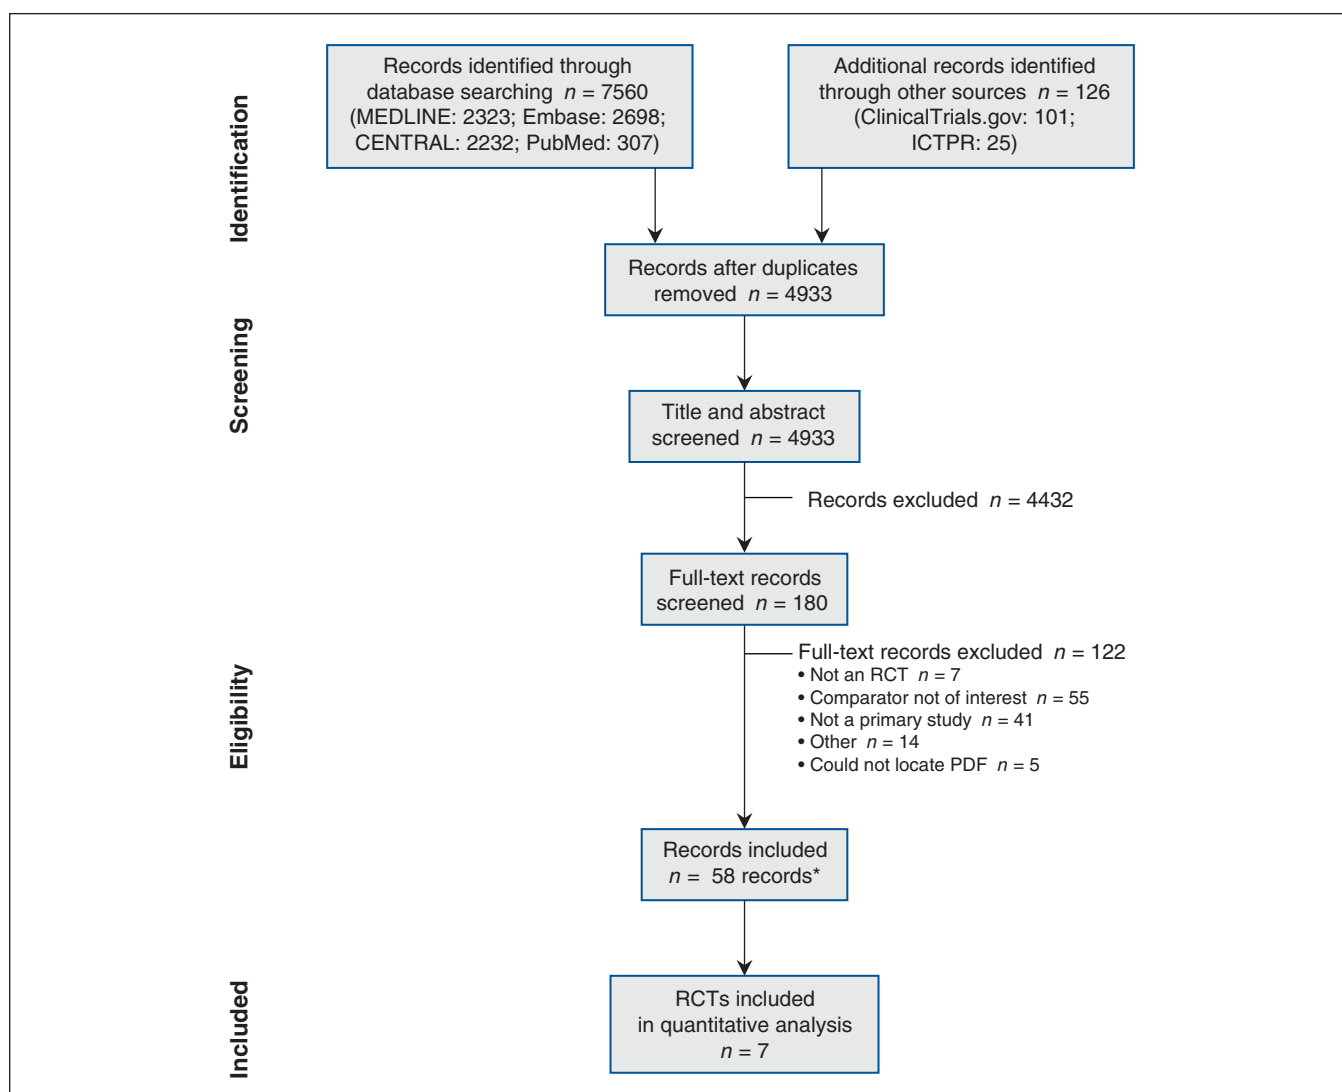 Identification
Records identified through
database searching n = 7560
(MEDLINE: 2323; Embase: 2698;
CENTRAL: 2232; PubMed: 307)
Additional records identified
through other sources n = 126
(ClinicalTrials.gov: 101;
ICTPR: 25)
Records after duplicates
removed n = 4933
Screening
Title and abstract
screened n = 4933
Records excluded n = 4432
Full-text records
screened n = 180
Eligibility
Full-text records excluded n = 122
• Not an RCT n = 7
• Comparator not of interest n = 55
• Not a primary study n = 41
• Other n = 14
• Could not locate PDF n = 5
Records included
n = 58 records*
Included
RCTs included
in quantitative analysis
n = 7